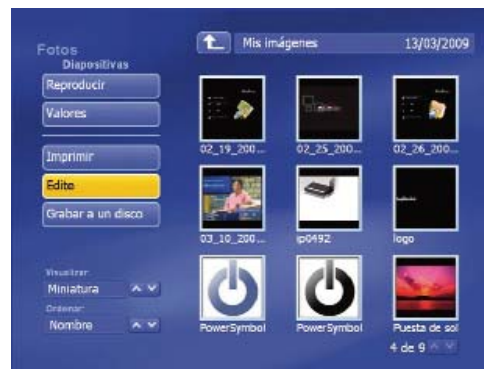 Fotos
Diapositivas
Reproducir
Valores
Imprimir
Edite
Grabar a un disco
Visualizar:
Miniatura
Ordenar:
Nombre
Mis imágenes 13/03/2009
02_19_200... 02_25_200... 02_26_200...
03_10_200... ip0492 logo
PowerSymbol PowerSymbol Puesta de sol
4 de 9